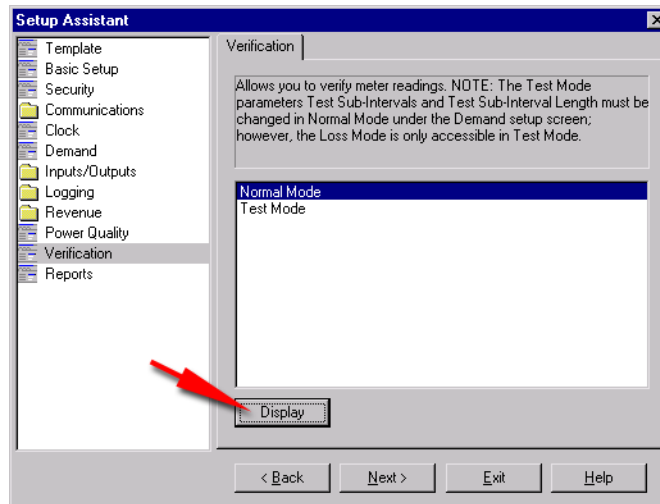 Setup Assistant
Template
Basic Setup
Security
Communications
Clock
Demand
Inputs/Outputs
Logging
Revenue
Power Quality
Verification
Reports
Verification
Allows you to verify meter readings. NOTE: The Test Mode
parameters Test Sub-Intervals and Test Sub-Interval Length must be
changed in Normal Mode under the Demand setup screen;
however, the Loss Mode is only accessible in Test Mode.
Normal Mode
Test Mode
Display
< Back
Next >
Exit
Help